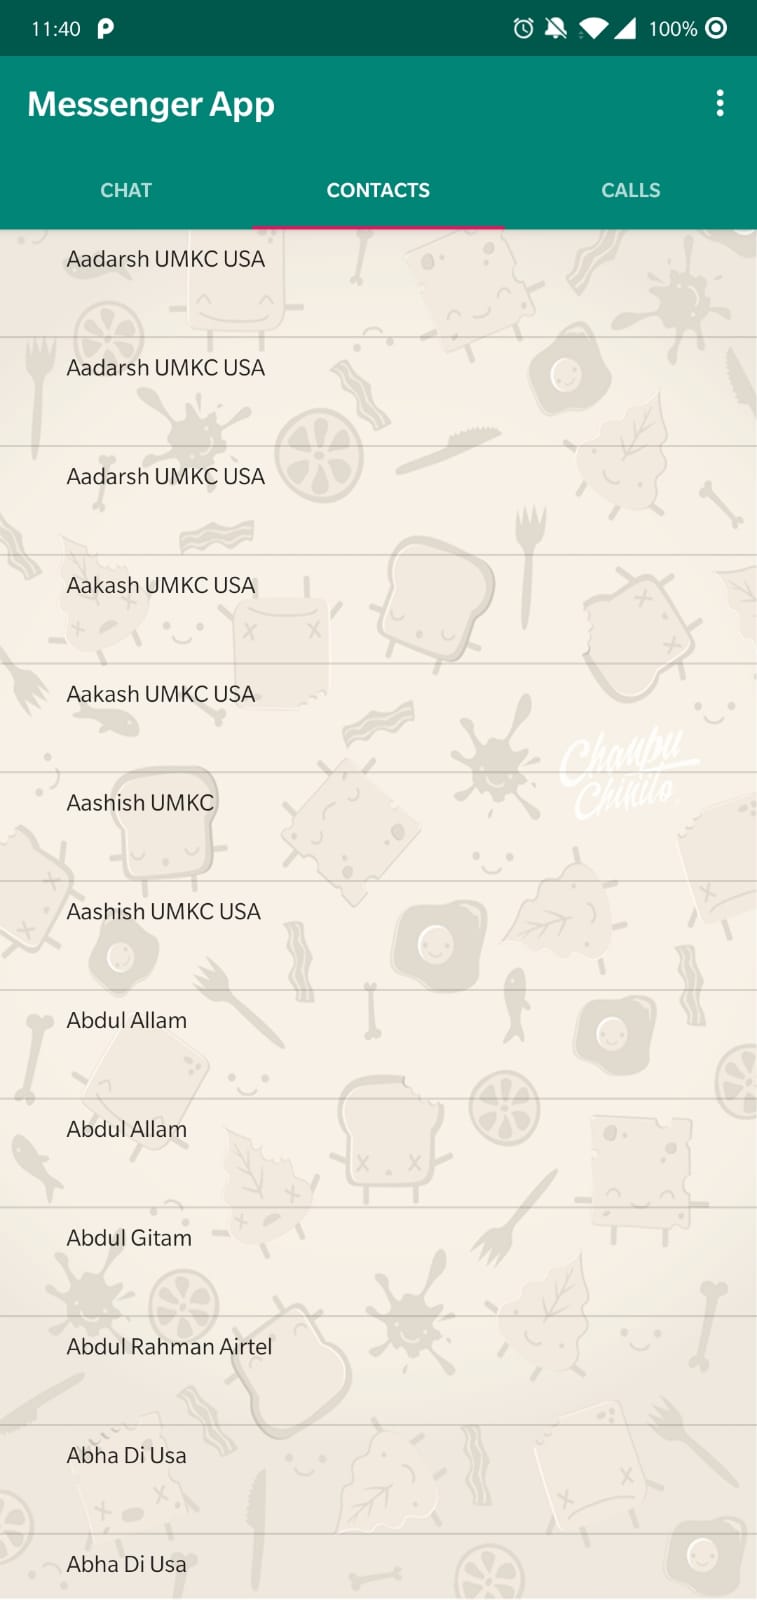 11:40
100%
Messenger App
CHAT
CONTACTS
CALLS
Aadarsh UMKC USA
Aadarsh UMKC USA
Aadarsh UMKC USA
Aakash UMKC USA
Aakash UMKC USA
Chanpu
Chinito
Aashish UMKC
Aashish UMKC USA
Abdul Allam
Abdul Allam
Abdul Gitam
Abdul Rahman Airtel
Abha Di Usa
Abha Di Usa